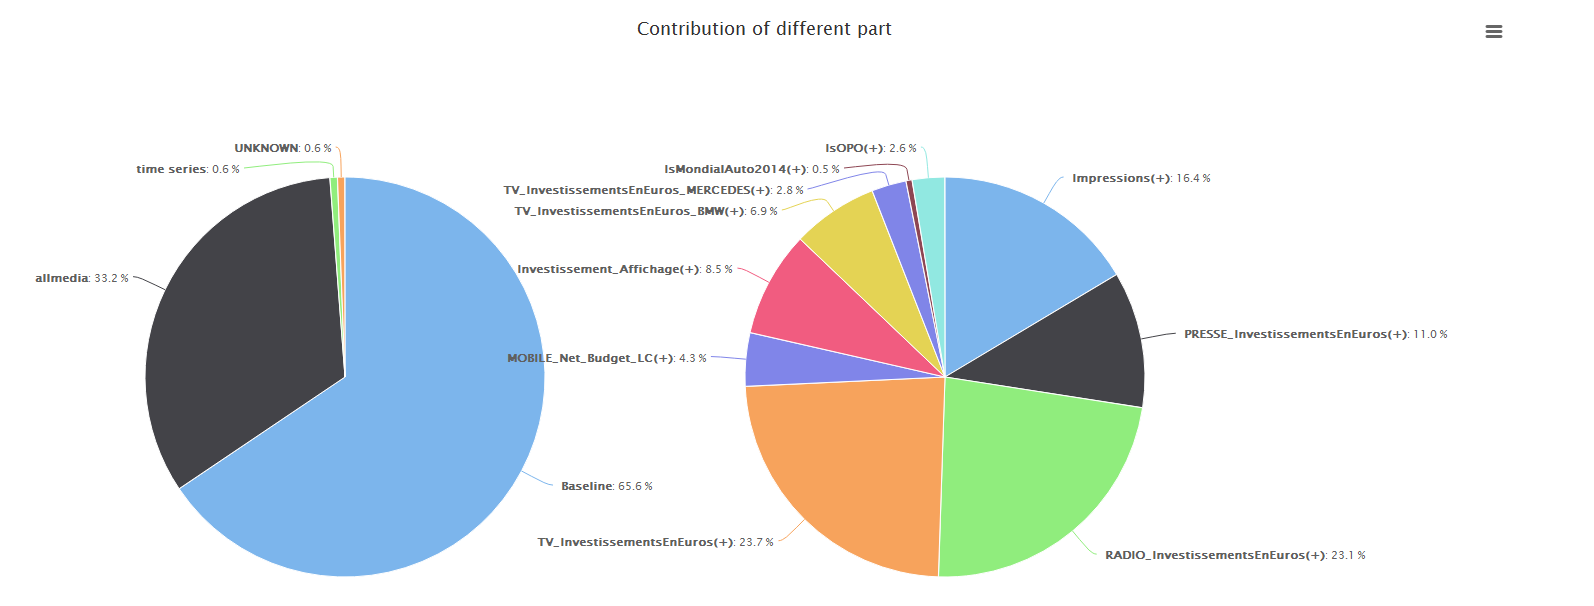 Contribution of different part
UNKNOWN: 0.6 %
time series: 0.6 %
allmedia: 33.2 %
Baseline: 65.6 %
IsOPO(+): 2.6 %
IsMondialAuto2014(+): 0.5 %
TV_InvestissementsEnEuros_MERCEDES(+): 2.8 %
TV_InvestissementsEnEuros_BMW(+): 6.9 %
Investissement_Affichage(+): 8.5 %
MOBILE_Net_Budget_LC(+): 4.3 %
TV_InvestissementsEnEuros(+): 23.7 %
Impressions(+): 16.4 %
PRESSE_InvestissementsEnEuros(+): 11.0 %
RADIO_InvestissementsEnEuros(+): 23.1 %